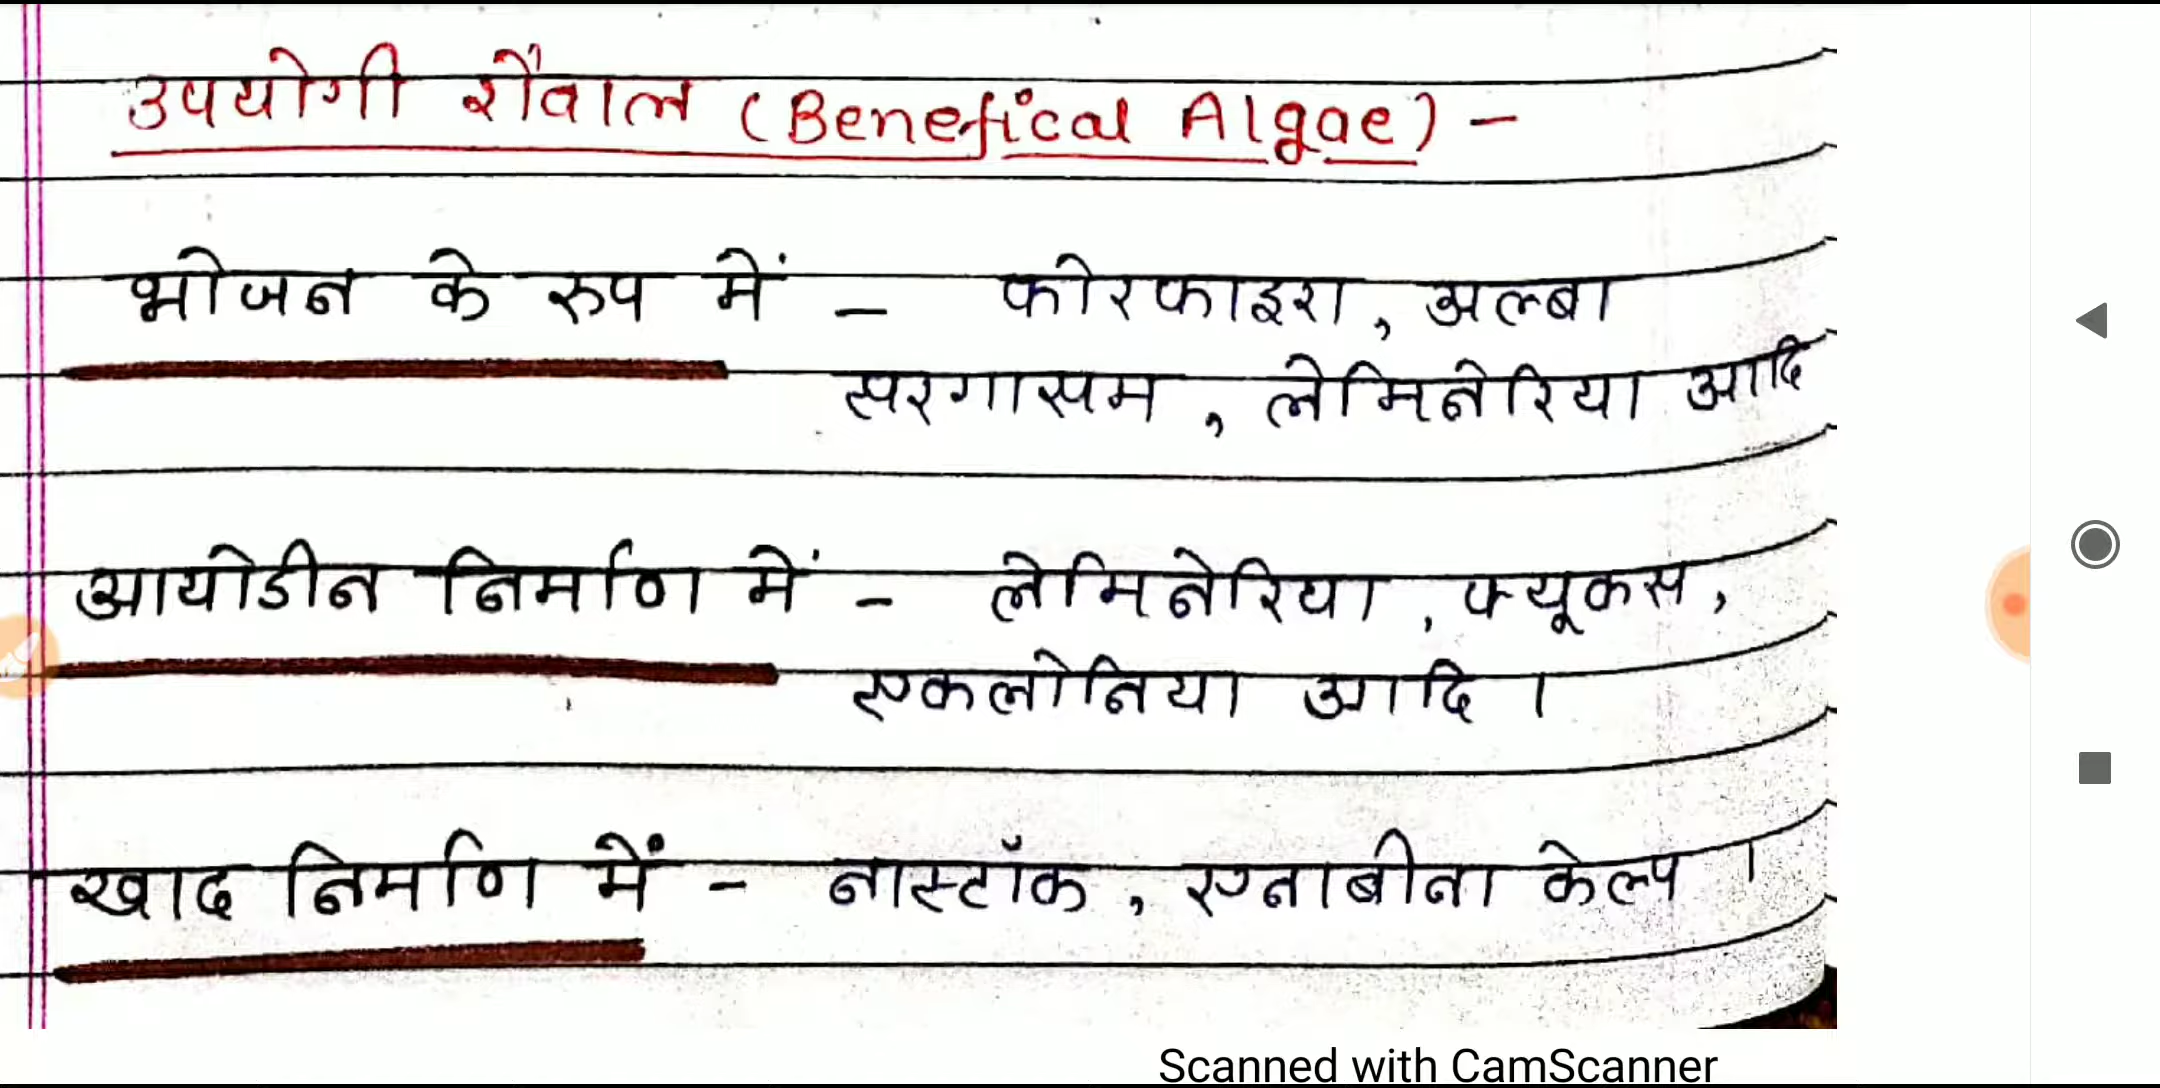 उपयोगी शैवाल (Benefical Algae) -
भोजन के रुप में - फोरफाइरा, अल्बा
सरगासम, लेमिनेरिया आदि
आयोडीन निर्माण में - लेमिनेरिया, फ्यूकस,
एकलोनिया आदि ।
खाद निर्माण में - नास्टॉक, एनाबीना केल्प ।
Scanned with CamScanner